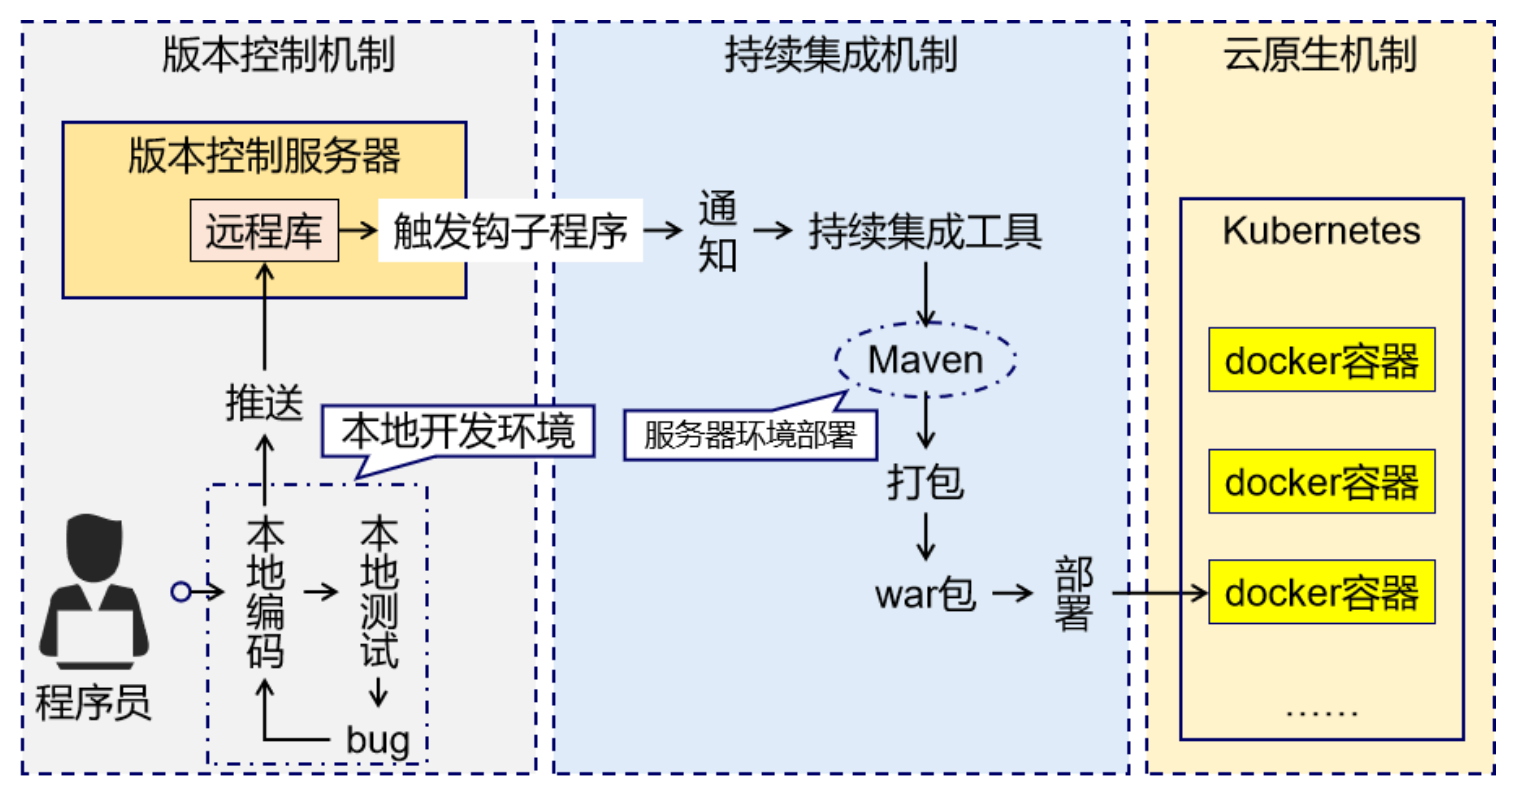 版本控制机制
版本控制服务器
远程库
触发钩子程序
推送
本地开发环境
本地编码
本地测试
bug
程序员
持续集成机制
通知
持续集成工具
Maven
服务器环境部署
打包
war包
部署
云原生机制
Kubernetes
docker容器
docker容器
docker容器
……